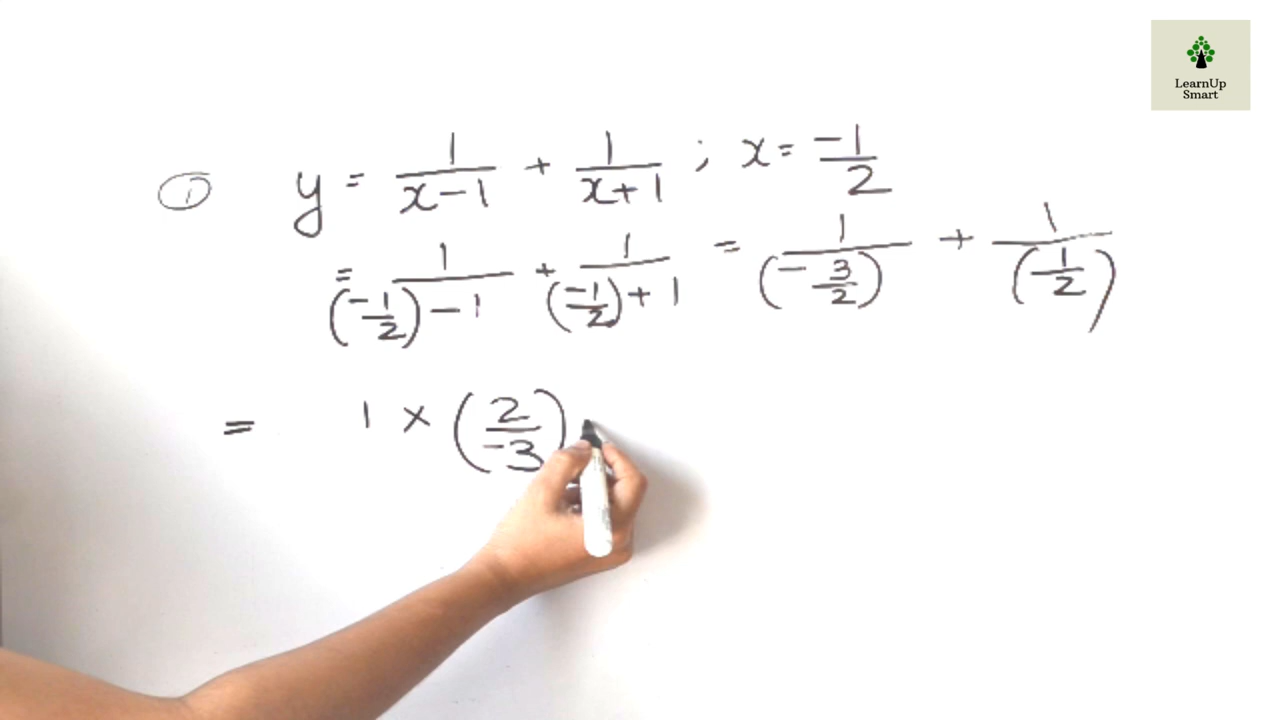 LearnUp
Smart
① y = 1/(x-1) + 1/(x+1) ; x = -1/2
= 1/((-1/2)-1) + 1/((-1/2)+1) = 1/(-3/2) + 1/(1/2)
= 1 × (2/-3)